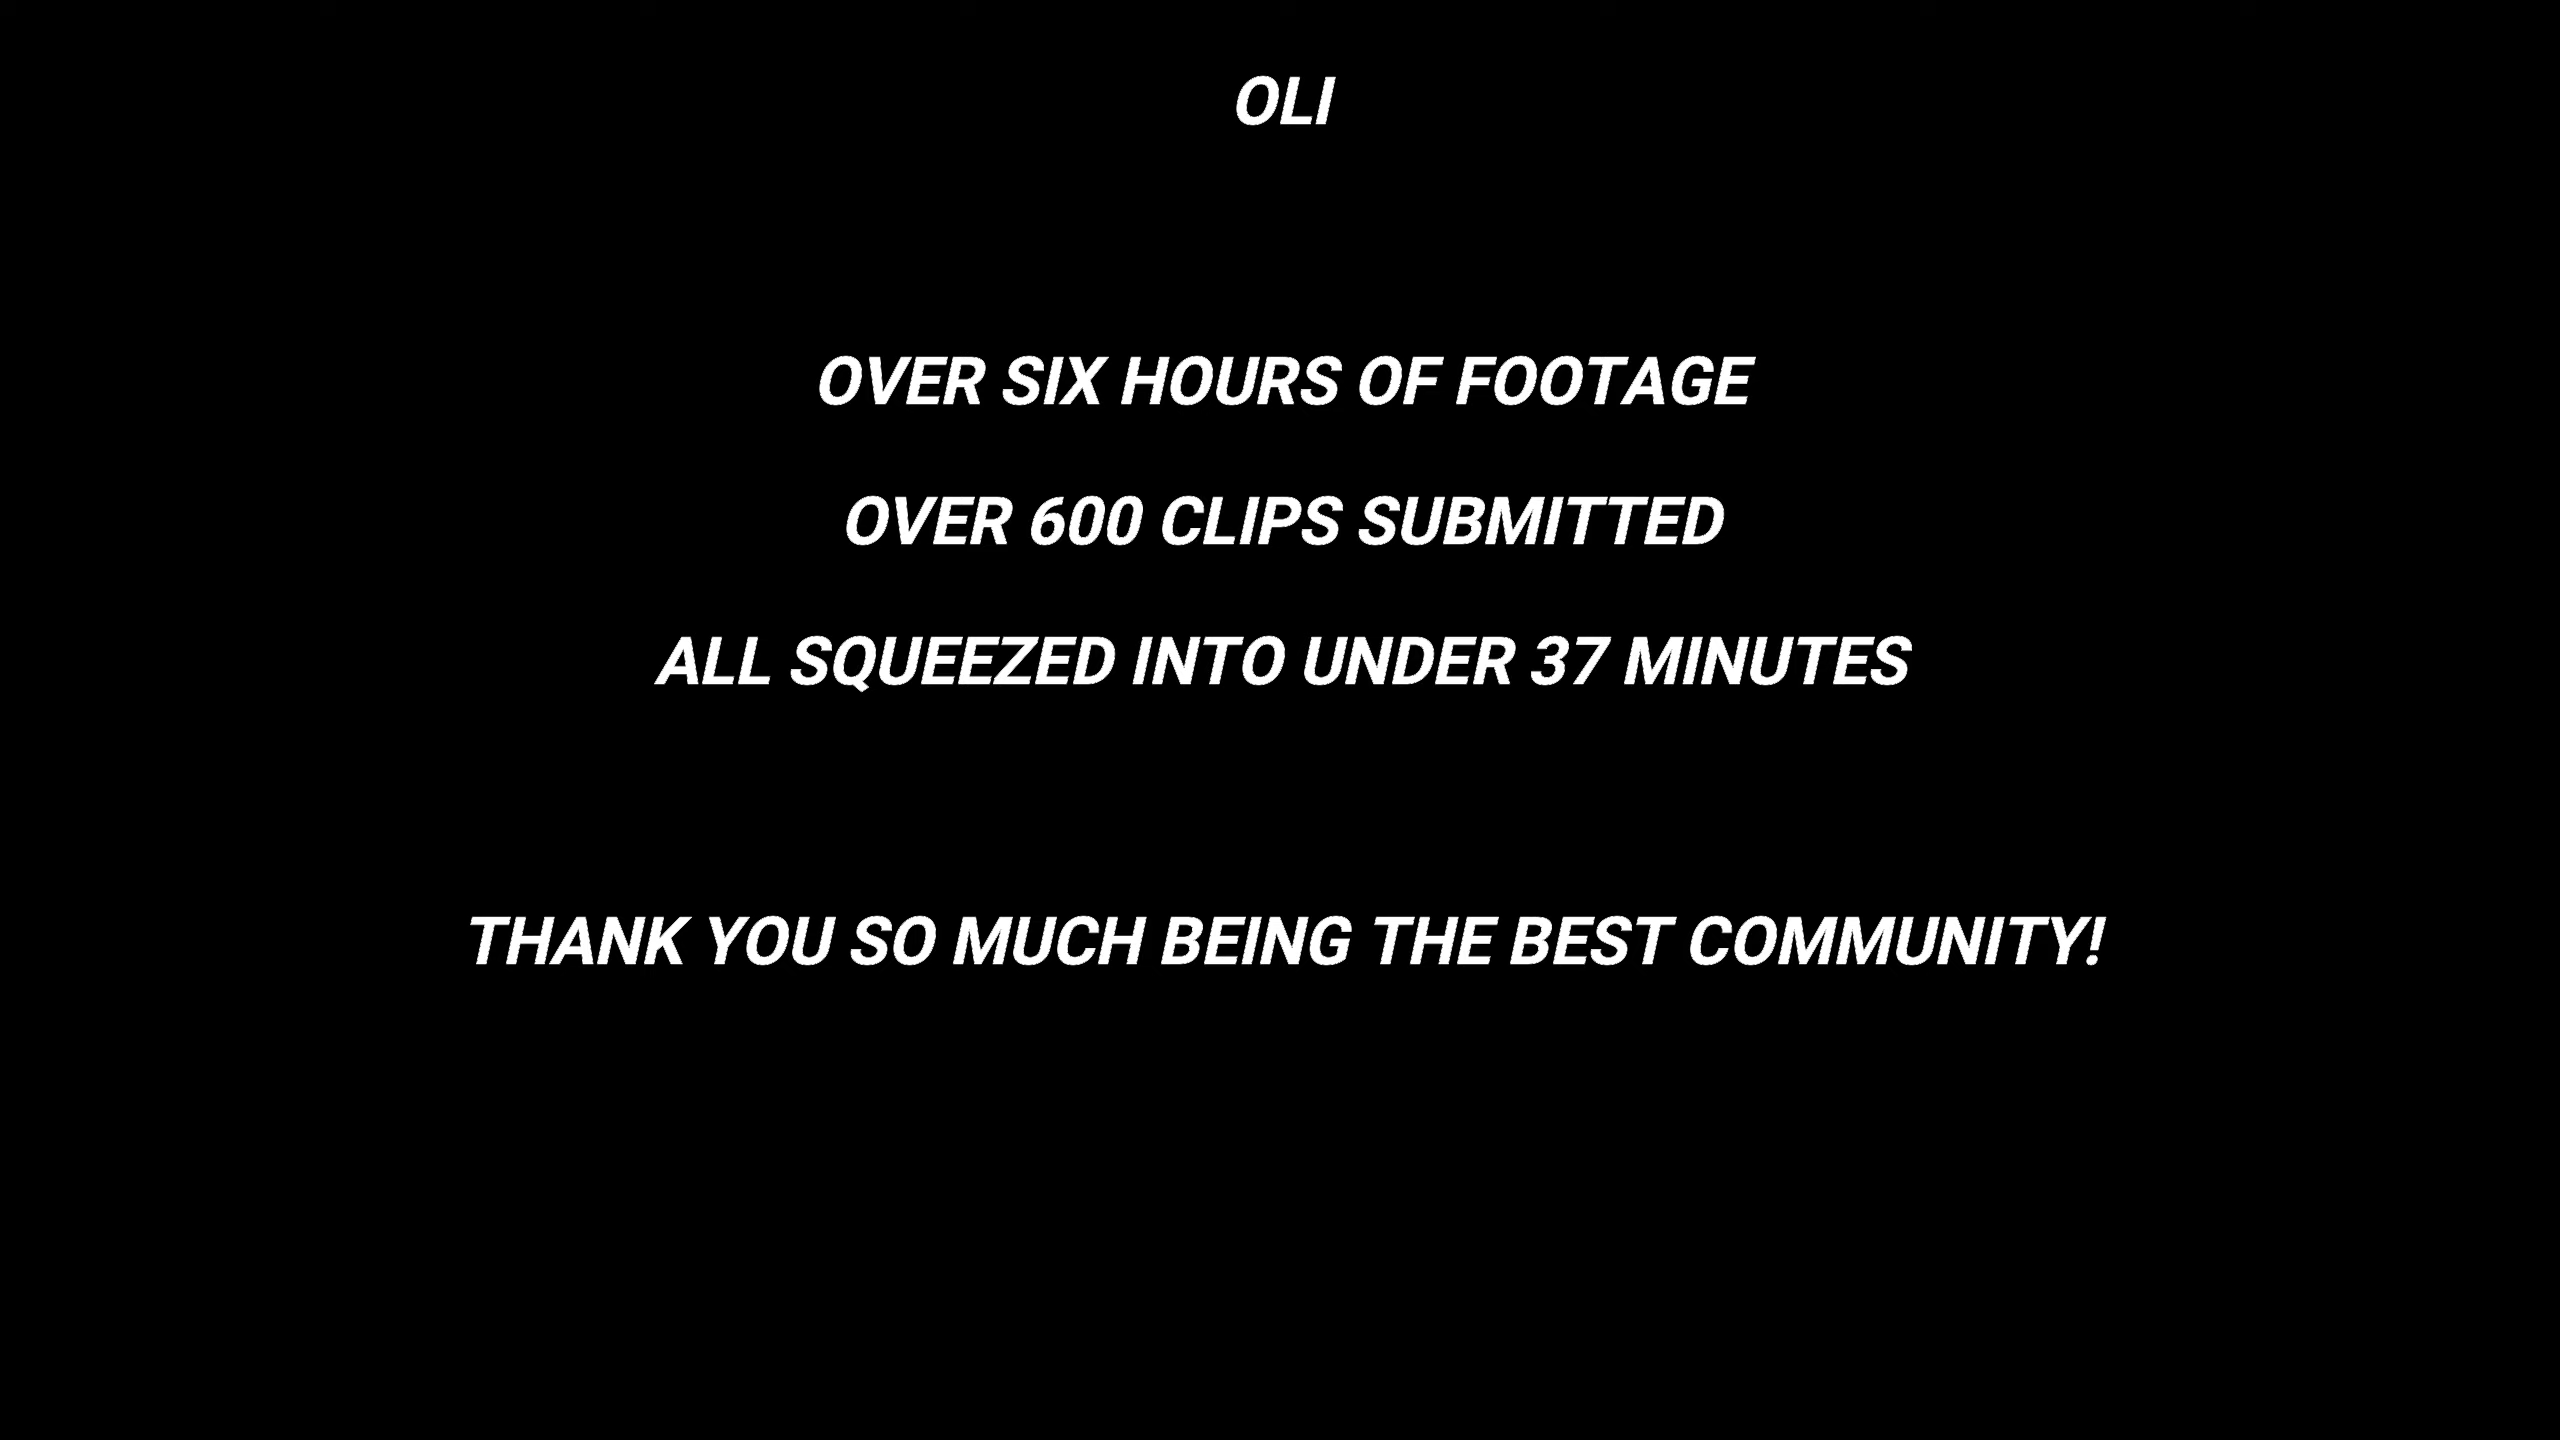 OLI
OVER SIX HOURS OF FOOTAGE
OVER 600 CLIPS SUBMITTED
ALL SQUEEZED INTO UNDER 37 MINUTES
THANK YOU SO MUCH BEING THE BEST COMMUNITY!